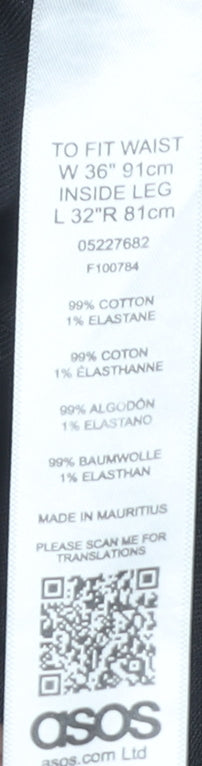 TO FIT WAIST
W 36" 91cm
INSIDE LEG
L 32"R 81cm
05227682
F100784
99% COTTON
1% ELASTANE
99% COTON
1% ÉLASTHANNE
99% ALGODÓN
1% ELASTANO
99% BAUMWOLLE
1% ELASTHAN
MADE IN MAURITIUS
PLEASE SCAN ME FOR
TRANSLATIONS
asos
asos.com Ltd